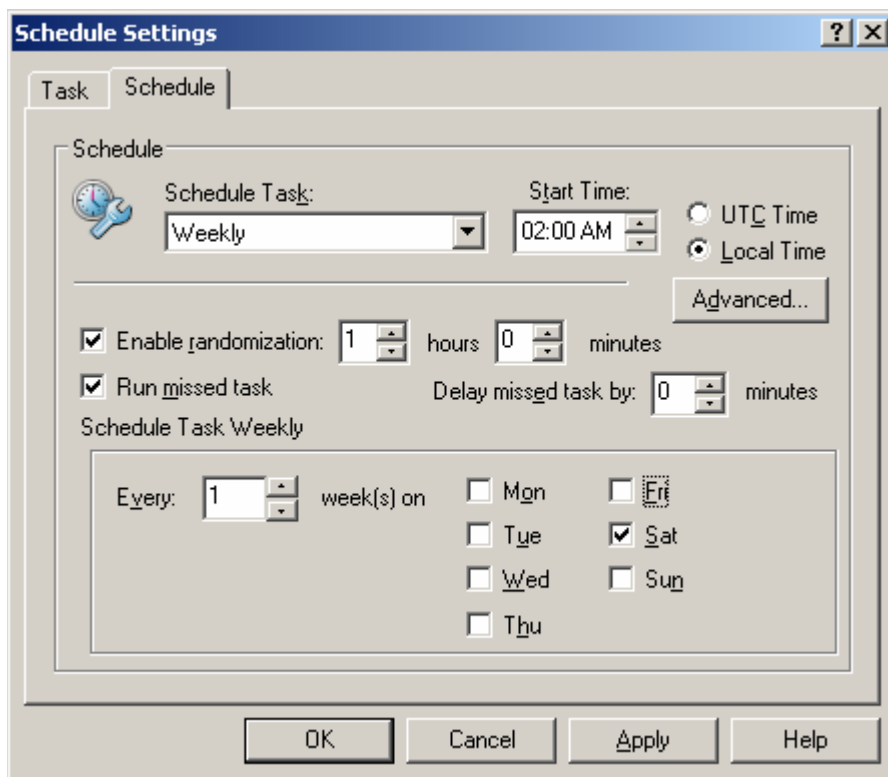 Schedule Settings
Task Schedule
Schedule
Schedule Task: Start Time:
Weekly 02:00 AM UTC Time
Local Time
Advanced...
Enable randomization: 1 hours 0 minutes
Run missed task Delay missed task by: 0 minutes
Schedule Task Weekly
Every: 1 week(s) on Mon Fri
Tue Sat
Wed Sun
Thu
OK Cancel Apply Help